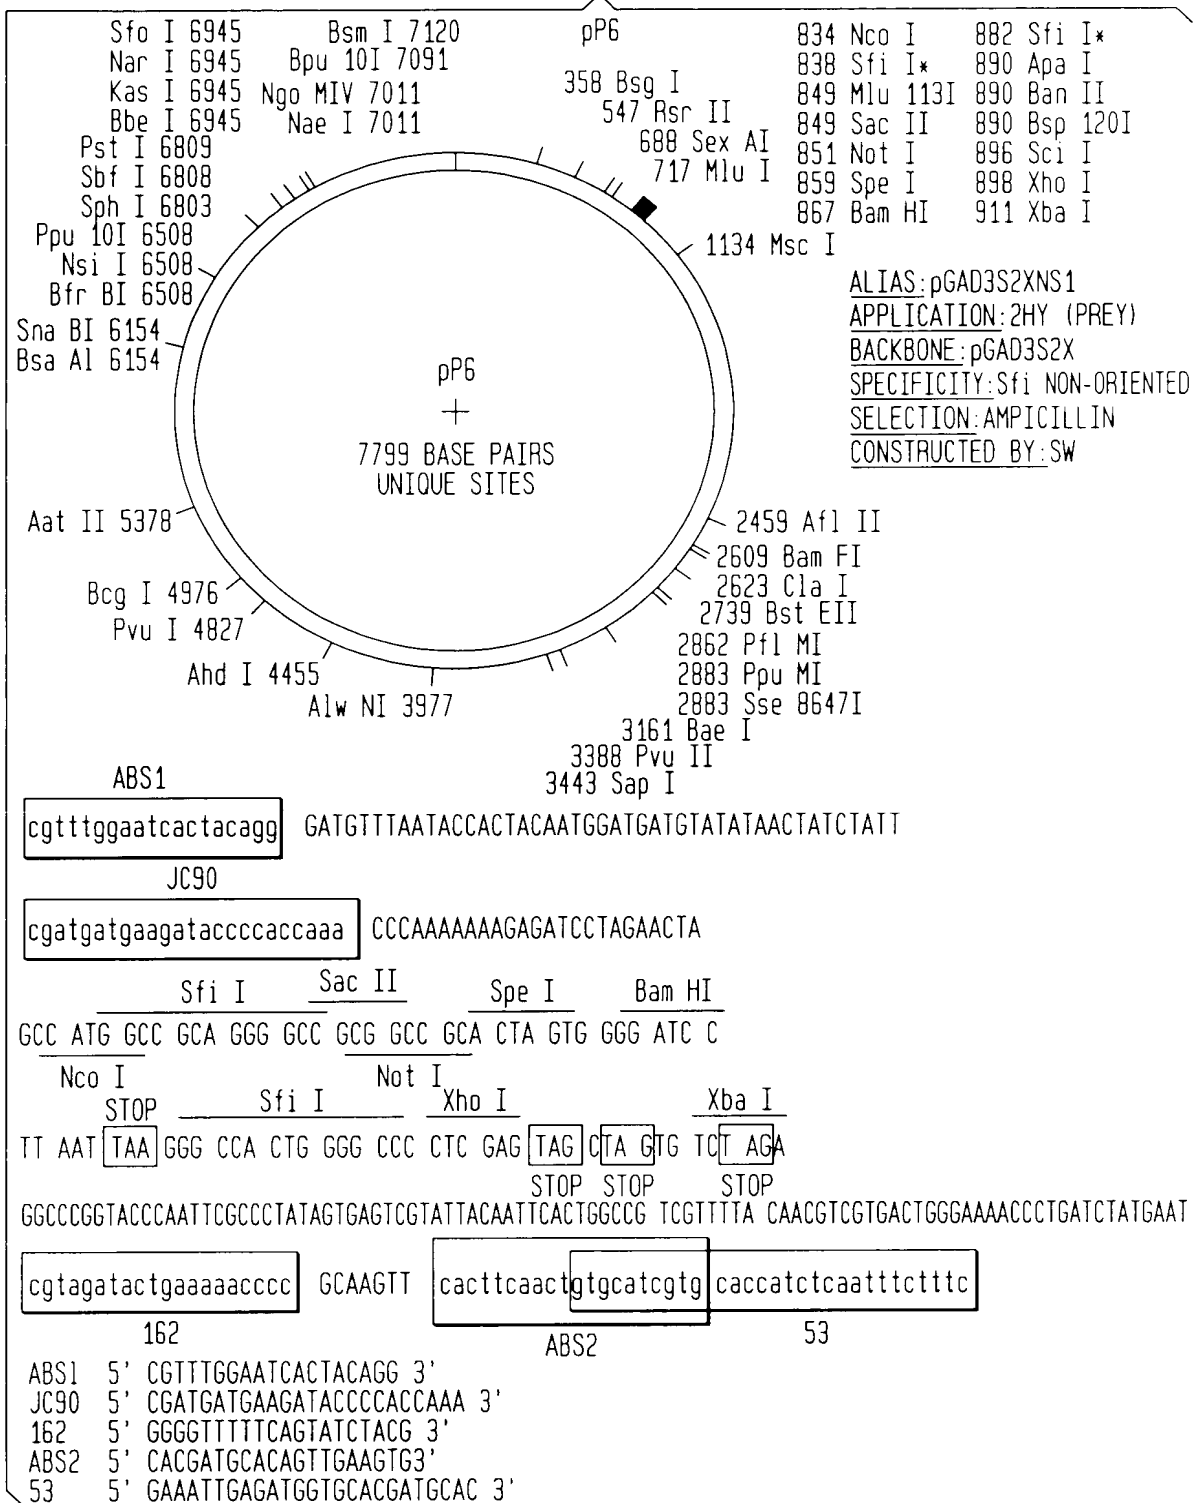 pP6
Sfo I 6945
Nar I 6945
Kas I 6945
Bbe I 6945
Pst I 6809
Sbf I 6808
Sph I 6803
Ppu 10I 6508
Nsi I 6508
Bfr BI 6508
Sna BI 6154
Bsa Al 6154
Aat II 5378
Bcg I 4976
Pvu I 4827
Ahd I 4455
Alw NI 3977
Bsm I 7120
Bpu 10I 7091
Ngo MIV 7011
Nae I 7011
358 Bsg I
547 Rsr II
688 Sex AI
717 Mlu I
834 Nco I
838 Sfi I*
849 Mlu 113I
849 Sac II
851 Not I
859 Spe I
867 Bam HI
882 Sfi I*
890 Apa I
890 Ban II
890 Bsp 120I
896 Sci I
898 Xho I
911 Xba I
1134 Msc I
ALIAS:pGAD3S2XNS1
APPLICATION:2HY (PREY)
BACKBONE:pGAD3S2X
SPECIFICITY:Sfi NON-ORIENTED
SELECTION:AMPICILLIN
CONSTRUCTED BY:SW
pP6
7799 BASE PAIRS
UNIQUE SITES
2459 Afl II
2609 Bam FI
2623 Cla I
2739 Bst EII
2862 Pfl MI
2883 Ppu MI
2883 Sse 8647I
3161 Bae I
3388 Pvu II
3443 Sap I
ABS1
cgtttggaatcactacagg GATGTTTAATACCACTACAATGGATGATGTATATAACTATCTATT
JC90
cgatgatgaagataccccaccaaa CCCAAAAAAAGAGATCCTAGAACTA
Sfi I Sac II Spe I Bam HI
GCC ATG GCC GCA GGG GCC GCG GCC GCA CTA GTG GGG ATC C
Nco I Not I
STOP Sfi I Xho I Xba I
TT AAT TAA GGG CCA CTG GGG CCC CTC GAG TAG CTA GTG TCT AGA
STOP STOP STOP
GGCCCGGTACCCAATTCGCCCTATAGTGAGTCGTATTACAATTCACTGGCCG TCGTTTTA CAACGTCGTGACTGGGAAAACCCTGATCTATGAAT
cgtagatactgaaaaacccc GCAAGTT cacttcaactgtgcatcgtg caccatctcaatttctttc
162 ABS2 53
ABS1 5' CGTTTGGAATCACTACAGG 3'
JC90 5' CGATGATGAAGATACCCCACCAAA 3'
162 5' GGGGTTTTTCAGTATCTACG 3'
ABS2 5' CACGATGCACAGTTGAAGTG3'
53 5' GAAATTGAGATGGTGCACGATGCAC 3'